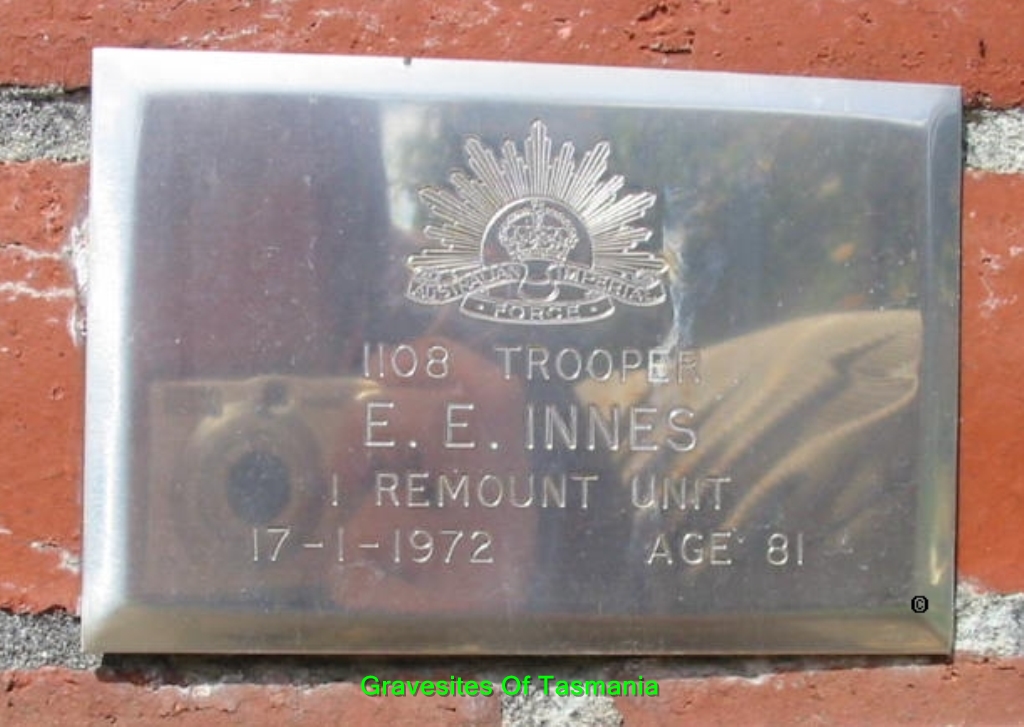 AUSTRALIAN IMPERIAL
FORCE
1108 TROOPER
E. E. INNES
1 REMOUNT UNIT
17-1-1972 AGE 81
©
Gravesites Of Tasmania